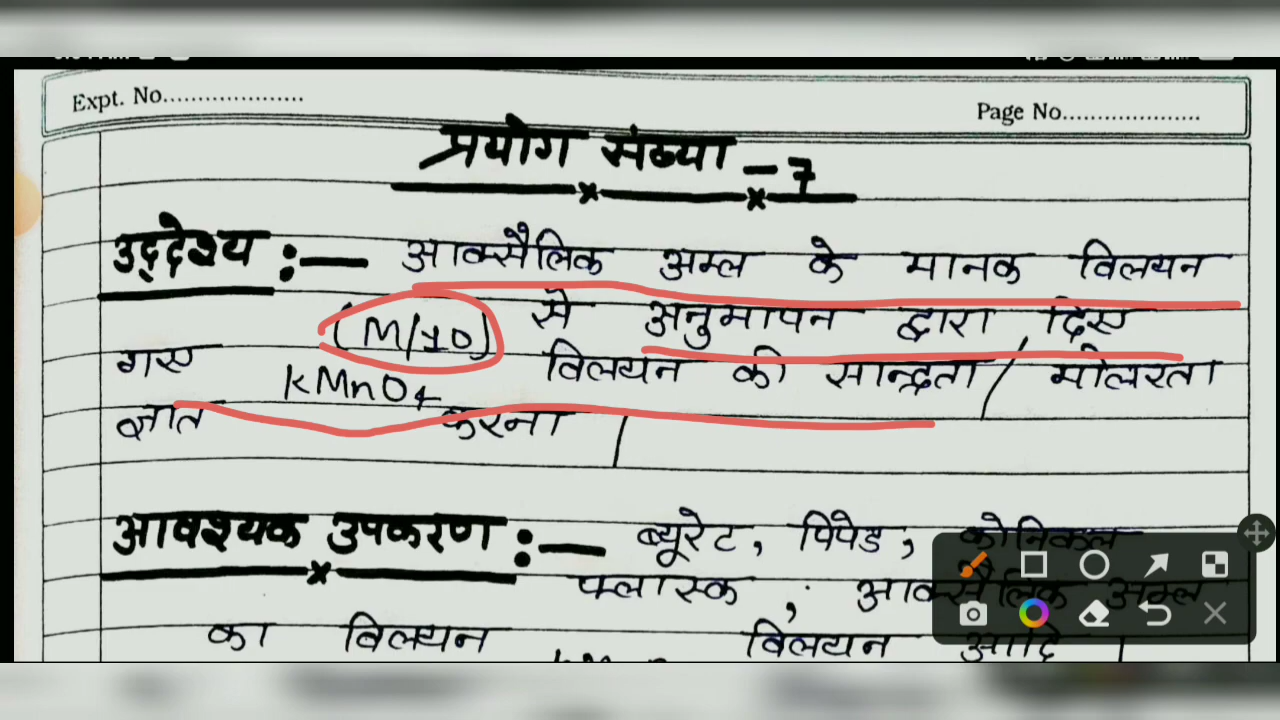 Expt. No....................
Page No.....................
प्रयोग संख्या - 7
उद्देश्य :- आक्सैलिक अम्ल के मानक विलयन
(M/10) से अनुमापन द्वारा दिए
गए KMnO4 विलयन की सान्द्रता / मोलरता
ज्ञात करना |
आवश्यक उपकरण :- ब्यूरेट, पिपेड, कोनिकल
फ्लास्क, आक्सैलिक अम्ल
का विलयन विलयन आदि |